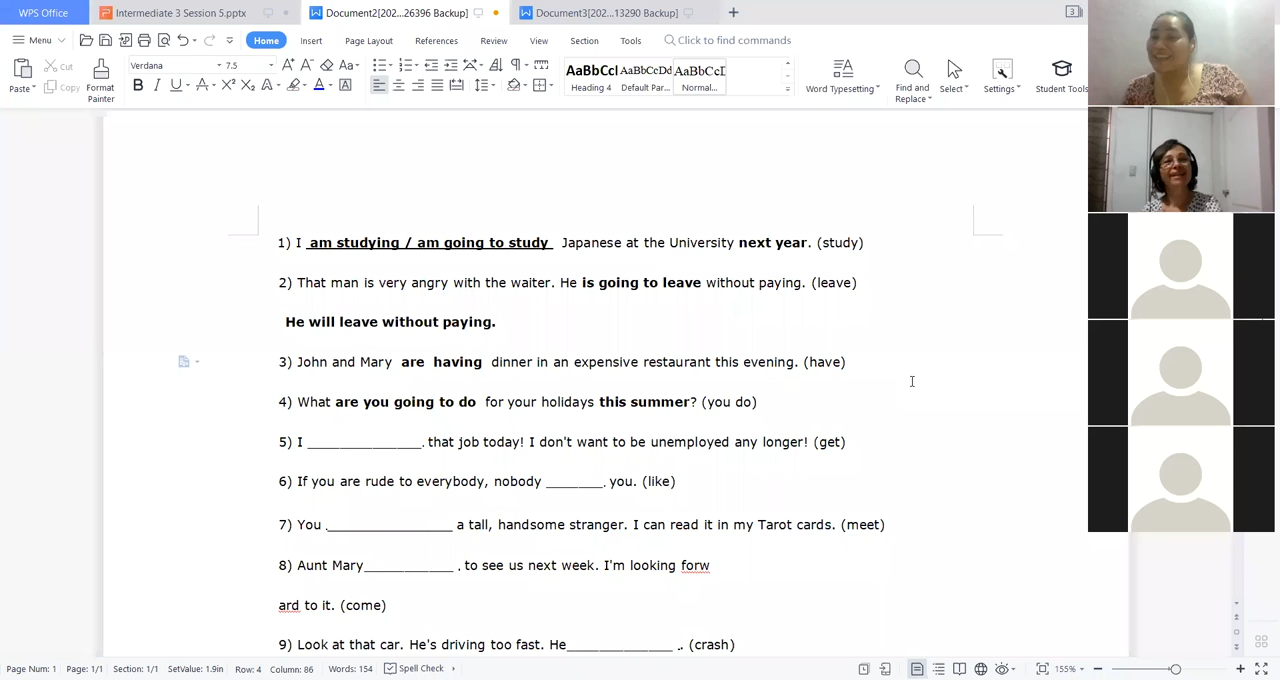 WPS Office
Intermediate 3 Session 5.pptx
Document2[202...26396 Backup]
Document3[202...13290 Backup]
3
Menu
Home
Insert
Page Layout
References
Review
View
Section
Tools
Click to find commands
Paste
Cut
Copy
Format Painter
Verdana
7.5
AaBbCcI
AaBbCcDd
AaBbCcD
Heading 4
Default Par...
Normal...
Word Typesetting
Find and Replace
Select
Settings
Student Tools
1) I am studying / am going to study Japanese at the University next year. (study)
2) That man is very angry with the waiter. He is going to leave without paying. (leave)
He will leave without paying.
3) John and Mary are having dinner in an expensive restaurant this evening. (have)
4) What are you going to do for your holidays this summer? (you do)
5) I ______________. that job today! I don't want to be unemployed any longer! (get)
6) If you are rude to everybody, nobody _______. you. (like)
7) You ._______________ a tall, handsome stranger. I can read it in my Tarot cards. (meet)
8) Aunt Mary___________ . to see us next week. I'm looking forw
ard to it. (come)
9) Look at that car. He's driving too fast. He_____________ .. (crash)
Page Num: 1 Page: 1/1 Section: 1/1 SetValue: 1.9in Row: 4 Column: 86 Words: 154 Spell Check 155%